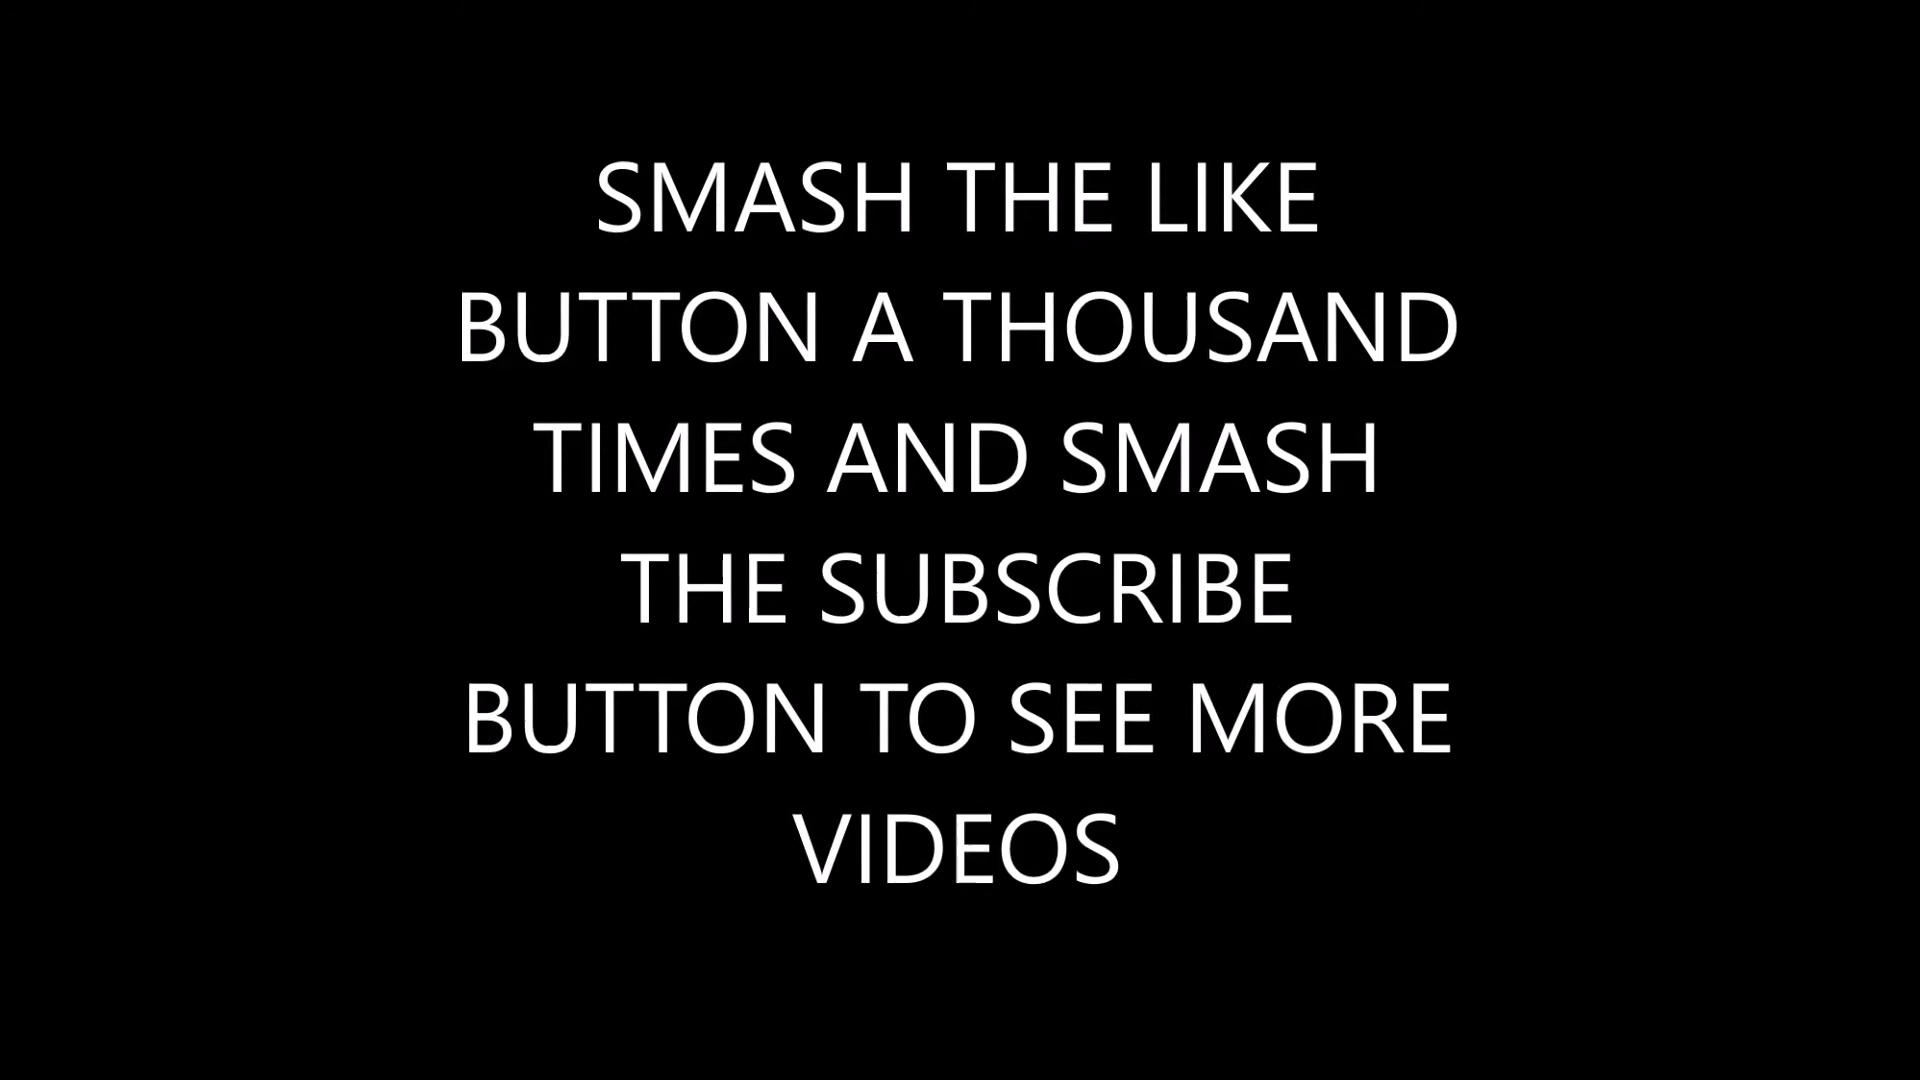 SMASH THE LIKE
BUTTON A THOUSAND
TIMES AND SMASH
THE SUBSCRIBE
BUTTON TO SEE MORE
VIDEOS